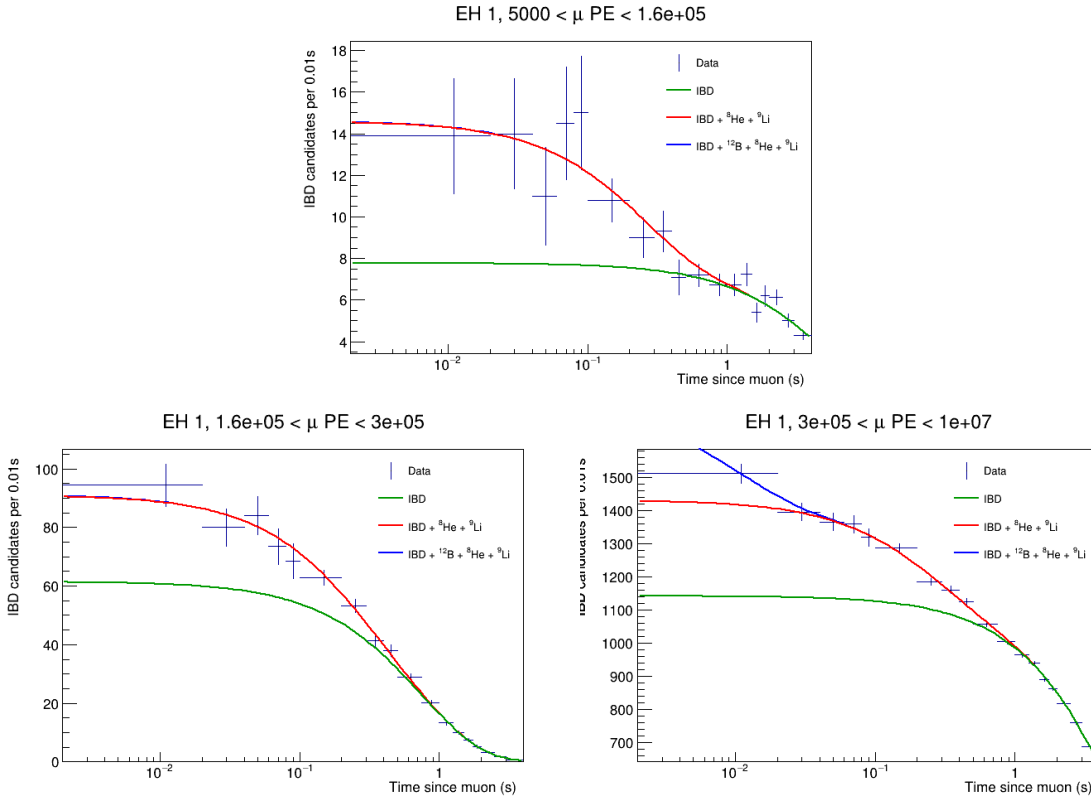 EH 1, 5000 < μ PE < 1.6e+05
IBD candidates per 0.01s
18
16
14
12
10
8
6
4
Data
IBD
IBD + ⁸He + ⁹Li
IBD + ¹²B + ⁸He + ⁹Li
10⁻²
10⁻¹
1
Time since muon (s)
EH 1, 1.6e+05 < μ PE < 3e+05
IBD candidates per 0.01s
100
80
60
40
20
0
Data
IBD
IBD + ⁸He + ⁹Li
IBD + ¹²B + ⁸He + ⁹Li
10⁻²
10⁻¹
1
Time since muon (s)
EH 1, 3e+05 < μ PE < 1e+07
IBD candidates per 0.01s
1500
1400
1300
1200
1100
1000
900
800
700
Data
IBD
IBD + ⁸He + ⁹Li
IBD + ¹²B + ⁸He + ⁹Li
10⁻²
10⁻¹
1
Time since muon (s)